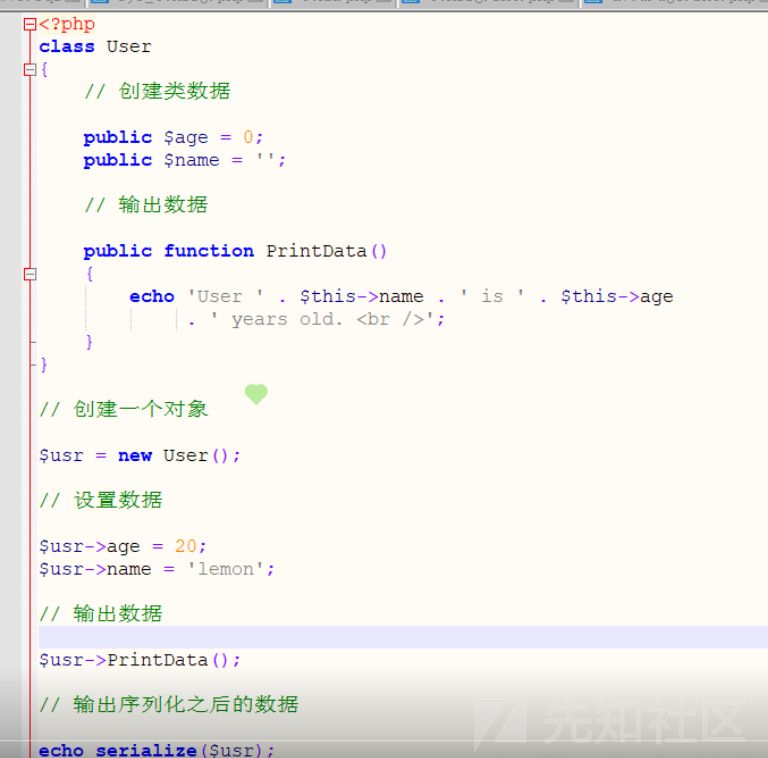 <?php
class User
{
// 创建类数据
public $age = 0;
public $name = '';
// 输出数据
public function PrintData()
{
echo 'User ' . $this->name . ' is ' . $this->age
. ' years old. <br />';
}
}
// 创建一个对象
$usr = new User();
// 设置数据
$usr->age = 20;
$usr->name = 'lemon';
// 输出数据
$usr->PrintData();
// 输出序列化之后的数据
echo serialize($usr);
先知社区